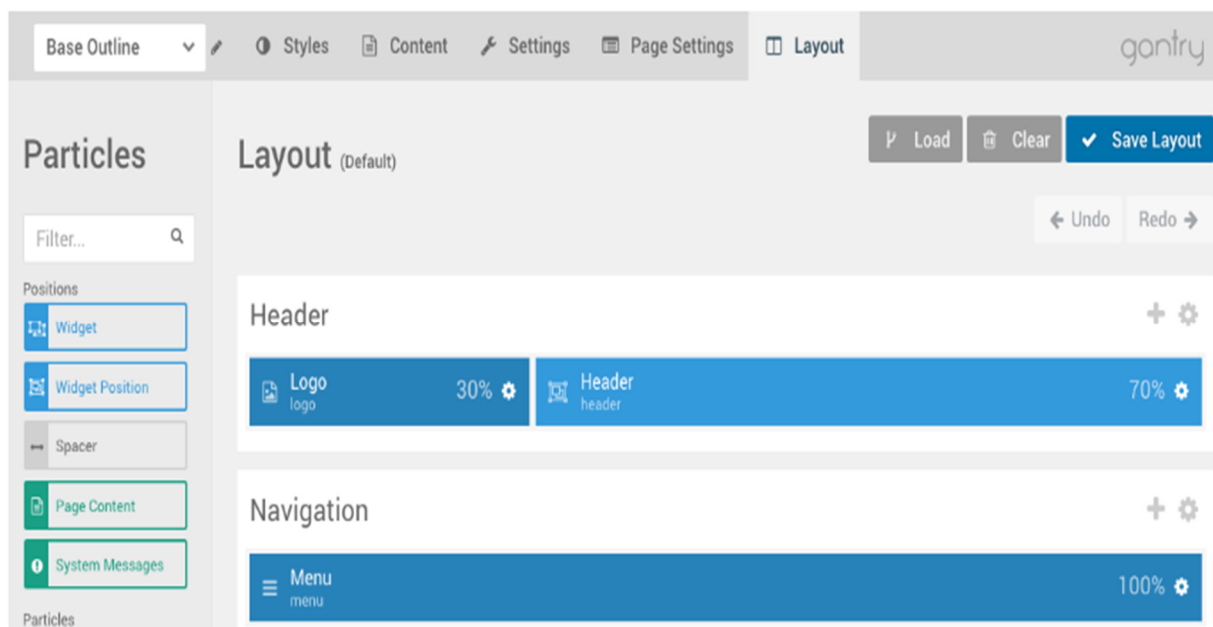 Base Outline Styles Content Settings Page Settings Layout gantry
Particles
Filter...
Positions
Widget
Widget Position
Spacer
Page Content
System Messages
Particles
Layout (Default)
Load Clear Save Layout
Undo Redo
Header
Logo 30% Header 70%
logo header
Navigation
Menu 100%
menu